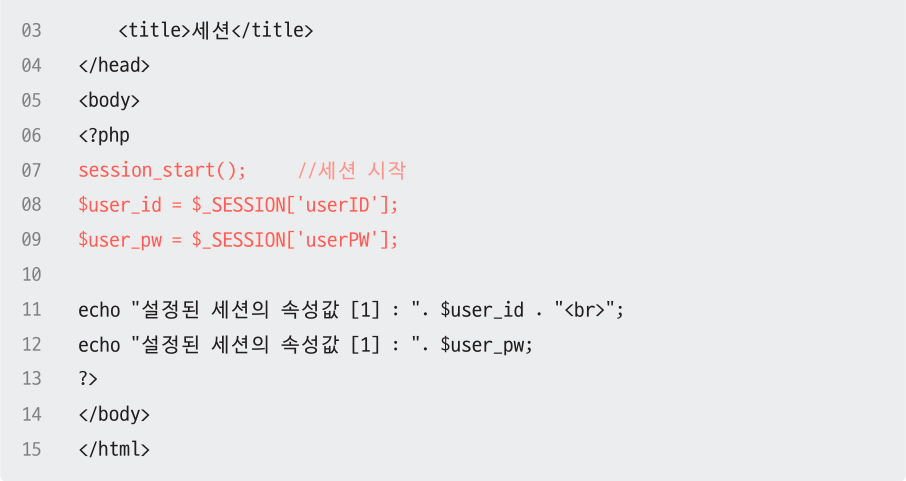 03 <title>세션</title>
04 </head>
05 <body>
06 <?php
07 session_start(); //세션 시작
08 $user_id = $_SESSION['userID'];
09 $user_pw = $_SESSION['userPW'];
10
11 echo "설정된 세션의 속성값 [1] : ". $user_id . "<br>";
12 echo "설정된 세션의 속성값 [1] : ". $user_pw;
13 ?>
14 </body>
15 </html>